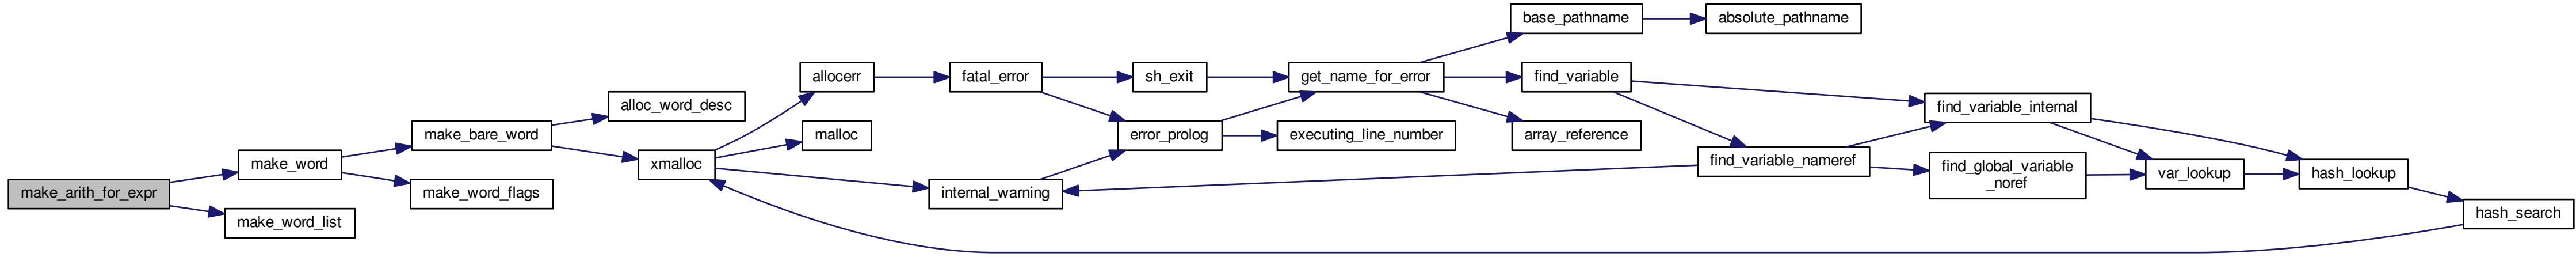 make_arith_for_expr
make_word
make_word_list
make_bare_word
make_word_flags
alloc_word_desc
xmalloc
allocerr
malloc
internal_warning
fatal_error
sh_exit
error_prolog
get_name_for_error
executing_line_number
base_pathname
absolute_pathname
find_variable
array_reference
find_variable_nameref
find_variable_internal
find_global_variable
_noref
var_lookup
hash_lookup
hash_search